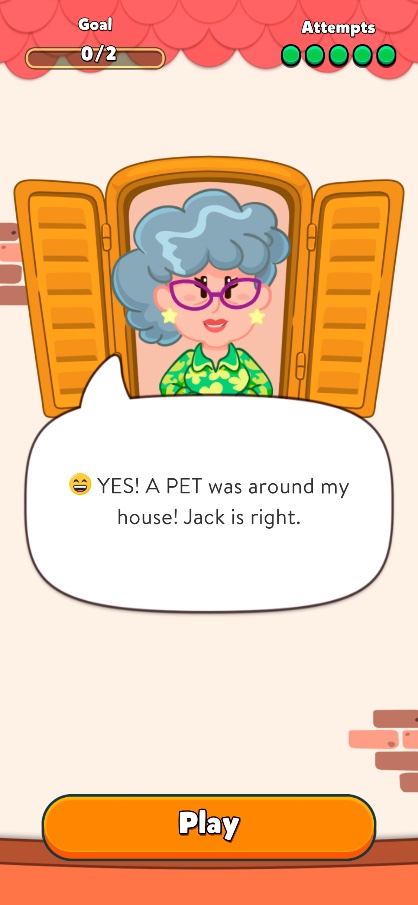 Goal
Attempts
0/2
😄 YES! A PET was around my
house! Jack is right.
Play